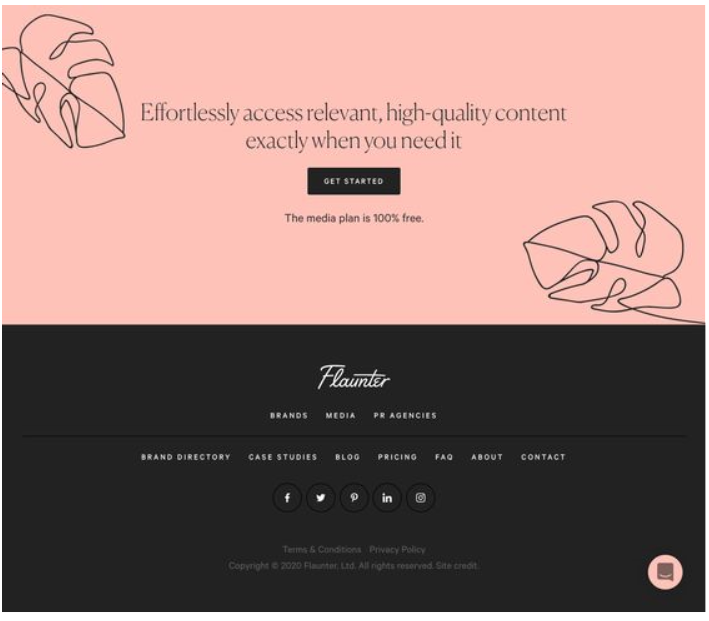 Effortlessly access relevant, high-quality content
exactly when you need it
GET STARTED
The media plan is 100% free.
Flaunter
BRANDS MEDIA PR AGENCIES
BRAND DIRECTORY CASE STUDIES BLOG PRICING FAQ ABOUT CONTACT
Terms & Conditions Privacy Policy
Copyright © 2020 Flaunter, Ltd. All rights reserved. Site credit.